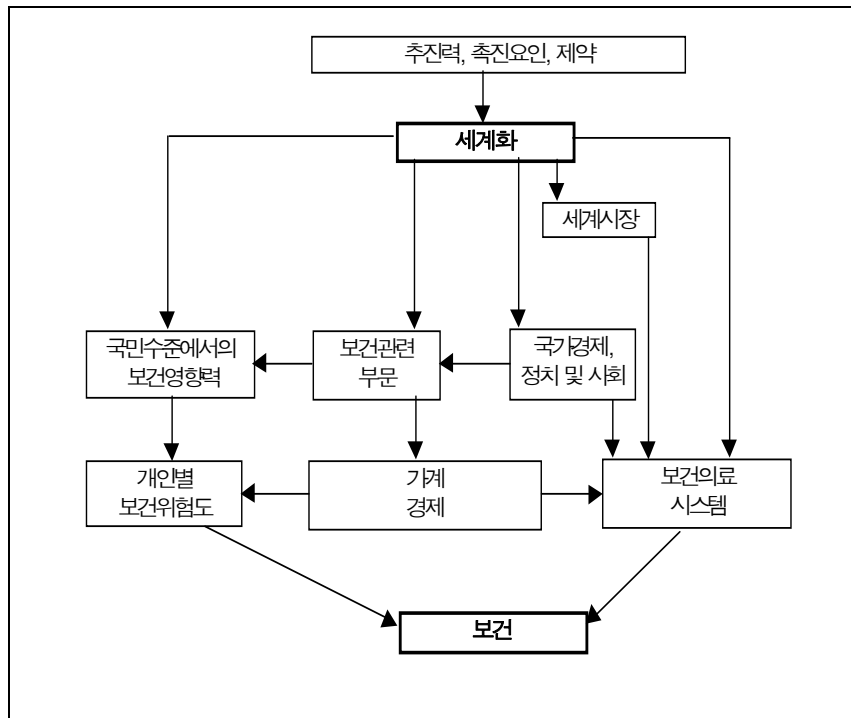 추진력, 촉진요인, 제약
세계화
세계시장
국민수준에서의
보건영향력
보건관련
부문
국가경제,
정치 및 사회
개인별
보건위험도
가계
경제
보건의료
시스템
보건